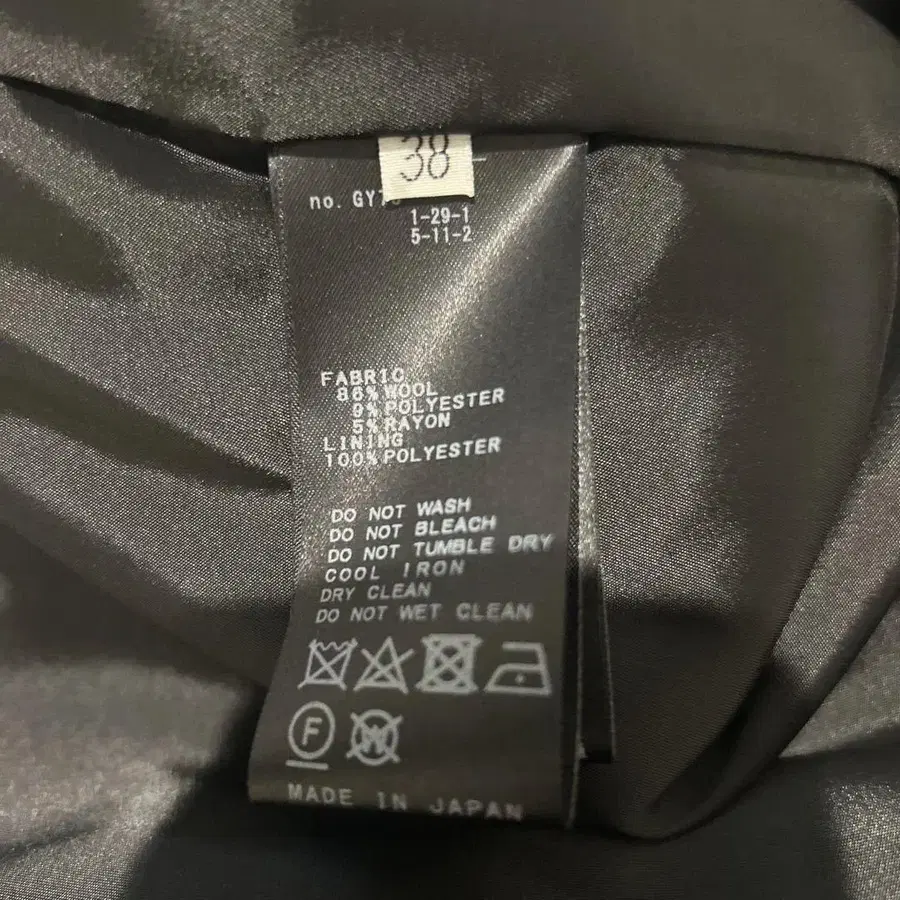 38
no. GY
1-29-1
5-11-2
FABRIC
86% WOOL
9% POLYESTER
5% RAYON
LINING
100% POLYESTER
DO NOT WASH
DO NOT BLEACH
DO NOT TUMBLE DRY
COOL IRON
DRY CLEAN
DO NOT WET CLEAN
F W
MADE IN JAPAN